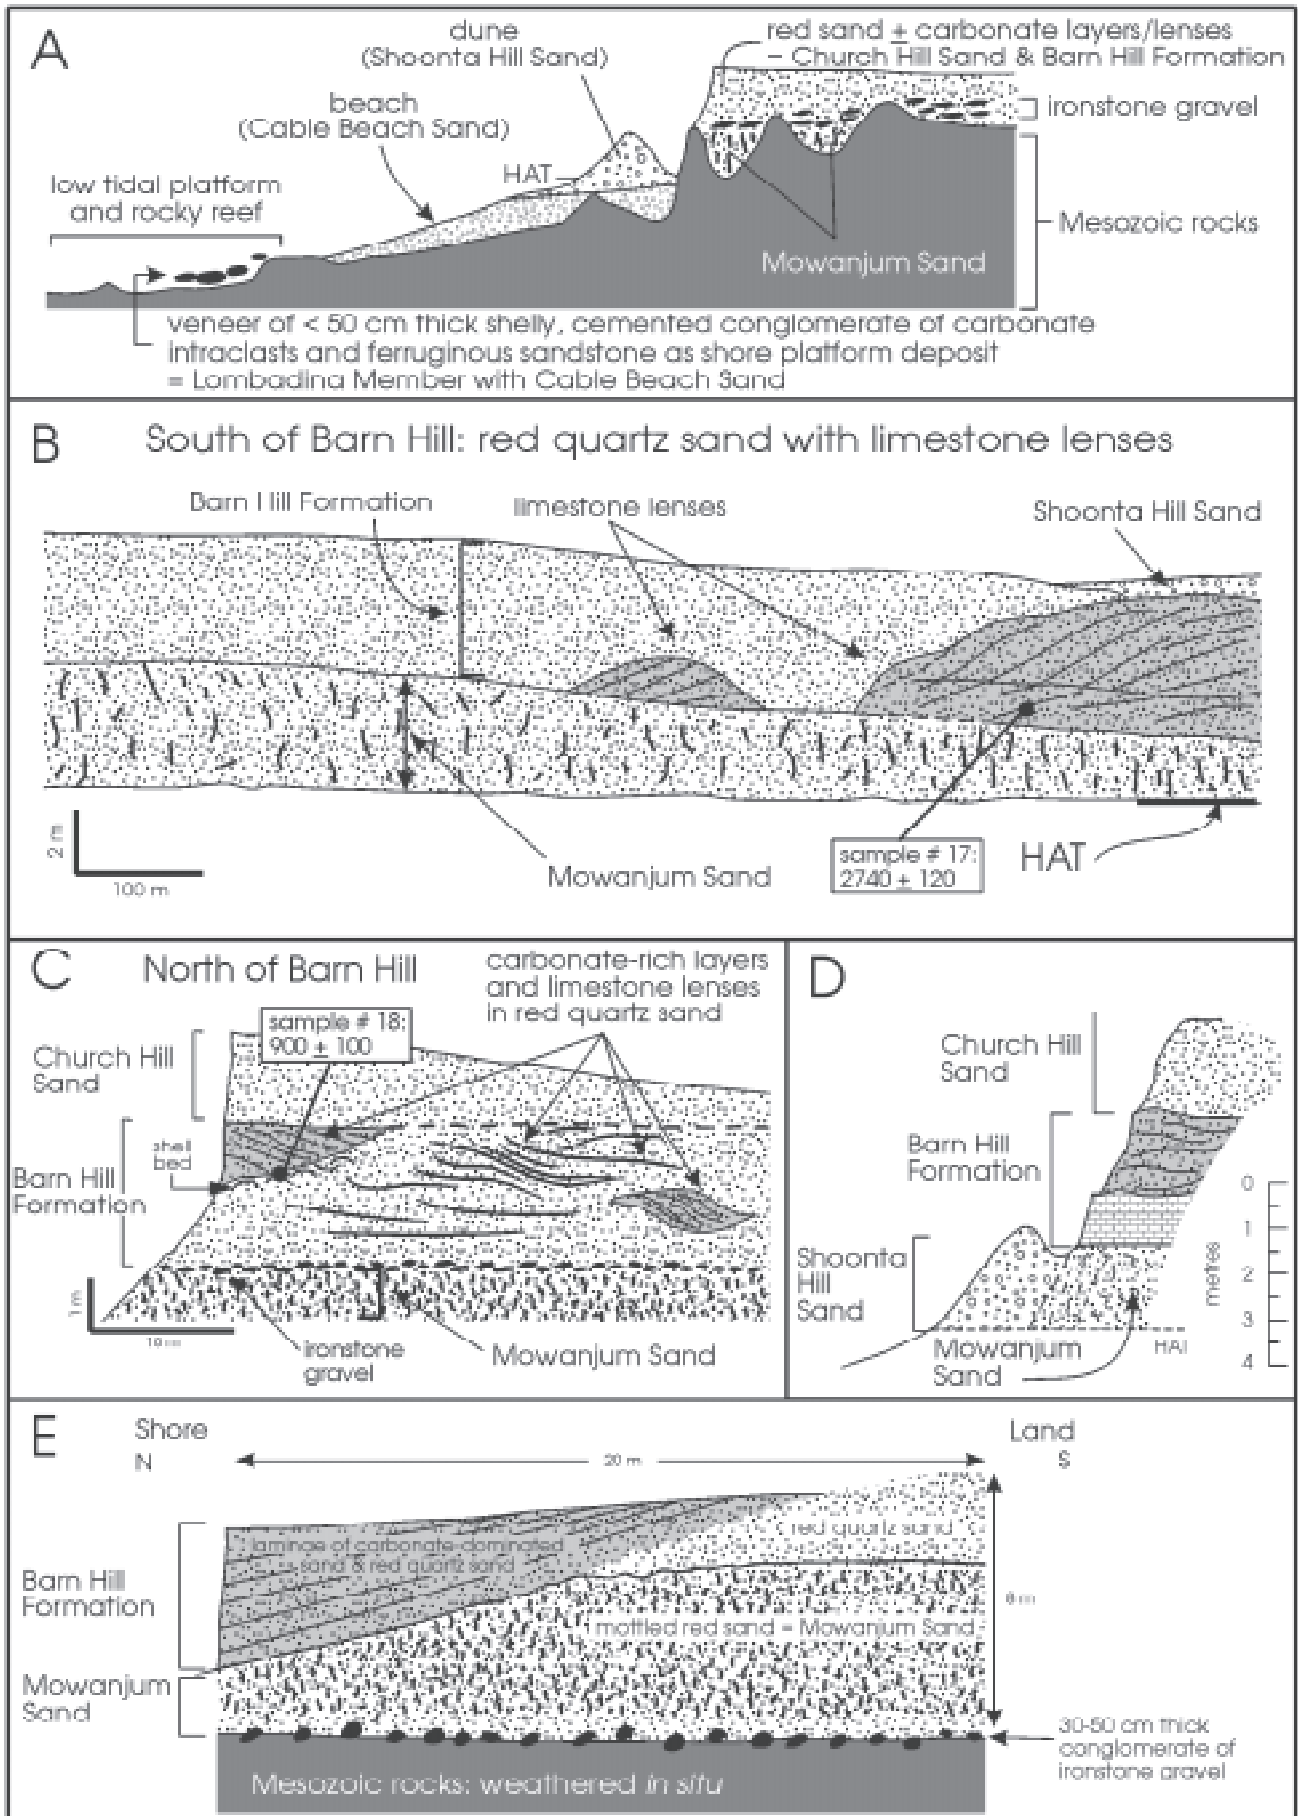 A
dune
(Shoonta Hill Sand)
red sand ± carbonate layers/lenses
– Church Hill Sand & Barn Hill Formation
beach
(Cable Beach Sand)
ironstone gravel
HAT
low tidal platform
and rocky reef
Mesozoic rocks
Mowanjum Sand
veneer of < 50 cm thick shelly, cemented conglomerate of carbonate
intraclasts and ferruginous sandstone as shore platform deposit
= Lombadina Member with Cable Beach Sand
B
South of Barn Hill: red quartz sand with limestone lenses
Barn Hill Formation
limestone lenses
Shoonta Hill Sand
2 m
100 m
Mowanjum Sand
sample # 17:
2740 ± 120
HAT
C
North of Barn Hill
carbonate-rich layers
and limestone lenses
in red quartz sand
sample # 18:
900 ± 100
Church Hill
Sand
shell
bed
Barn Hill
Formation
1 m
10 m
ironstone
gravel
Mowanjum Sand
D
Church Hill
Sand
Barn Hill
Formation
Shoonta
Hill
Sand
Mowanjum
Sand
HAT
0
1
2
3
4
metres
E
Shore
N
20 m
Land
S
laminae of carbonate-dominated
sand & red quartz sand
red quartz sand
Barn Hill
Formation
mottled red sand = Mowanjum Sand
Mowanjum
Sand
30-50 cm thick
conglomerate of
ironstone gravel
Mesozoic rocks: weathered in situ